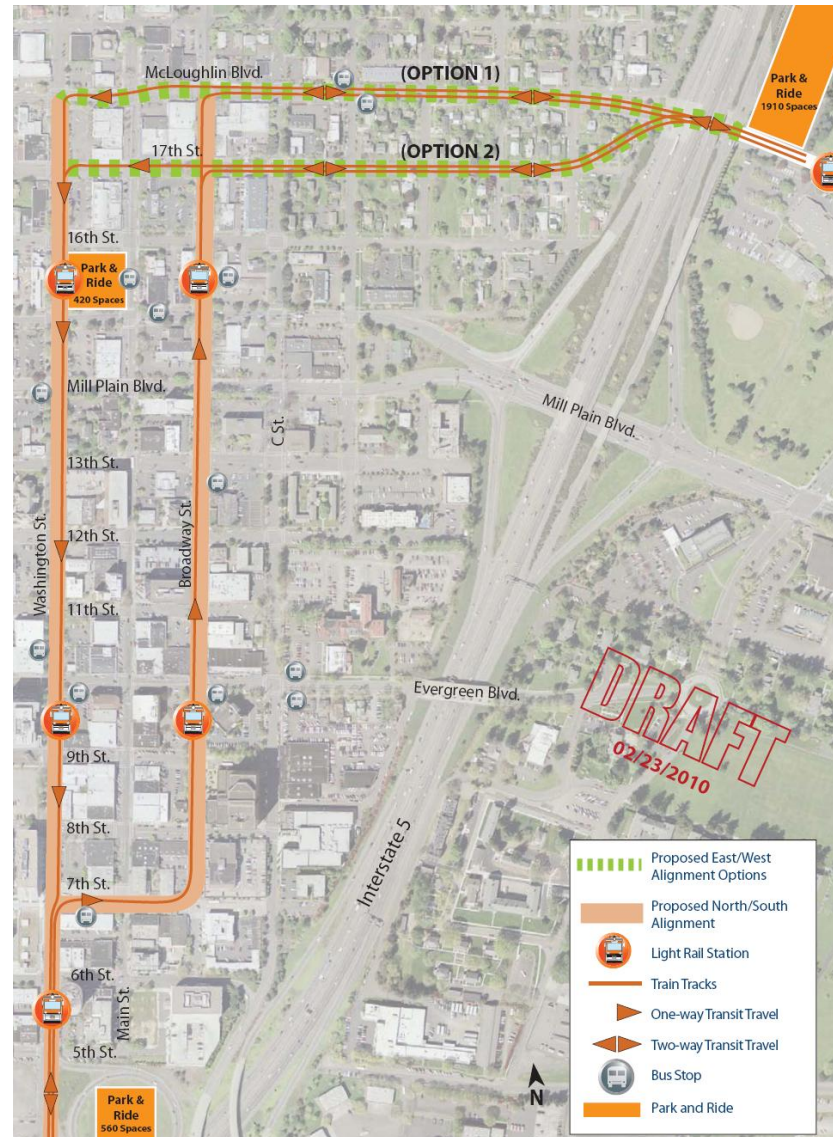 McLoughlin Blvd.
(OPTION 1)
Park &
Ride
1910 Spaces
17th St.
(OPTION 2)
16th St.
Park &
Ride
420 Spaces
Mill Plain Blvd.
Mill Plain Blvd.
C St.
13th St.
Washington St.
Broadway St.
12th St.
11th St.
Evergreen Blvd.
DRAFT
02/23/2010
9th St.
8th St.
Interstate 5
7th St.
6th St.
Main St.
5th St.
Park &
Ride
560 Spaces
N
Proposed East/West
Alignment Options
Proposed North/South
Alignment
Light Rail Station
Train Tracks
One-way Transit Travel
Two-way Transit Travel
Bus Stop
Park and Ride